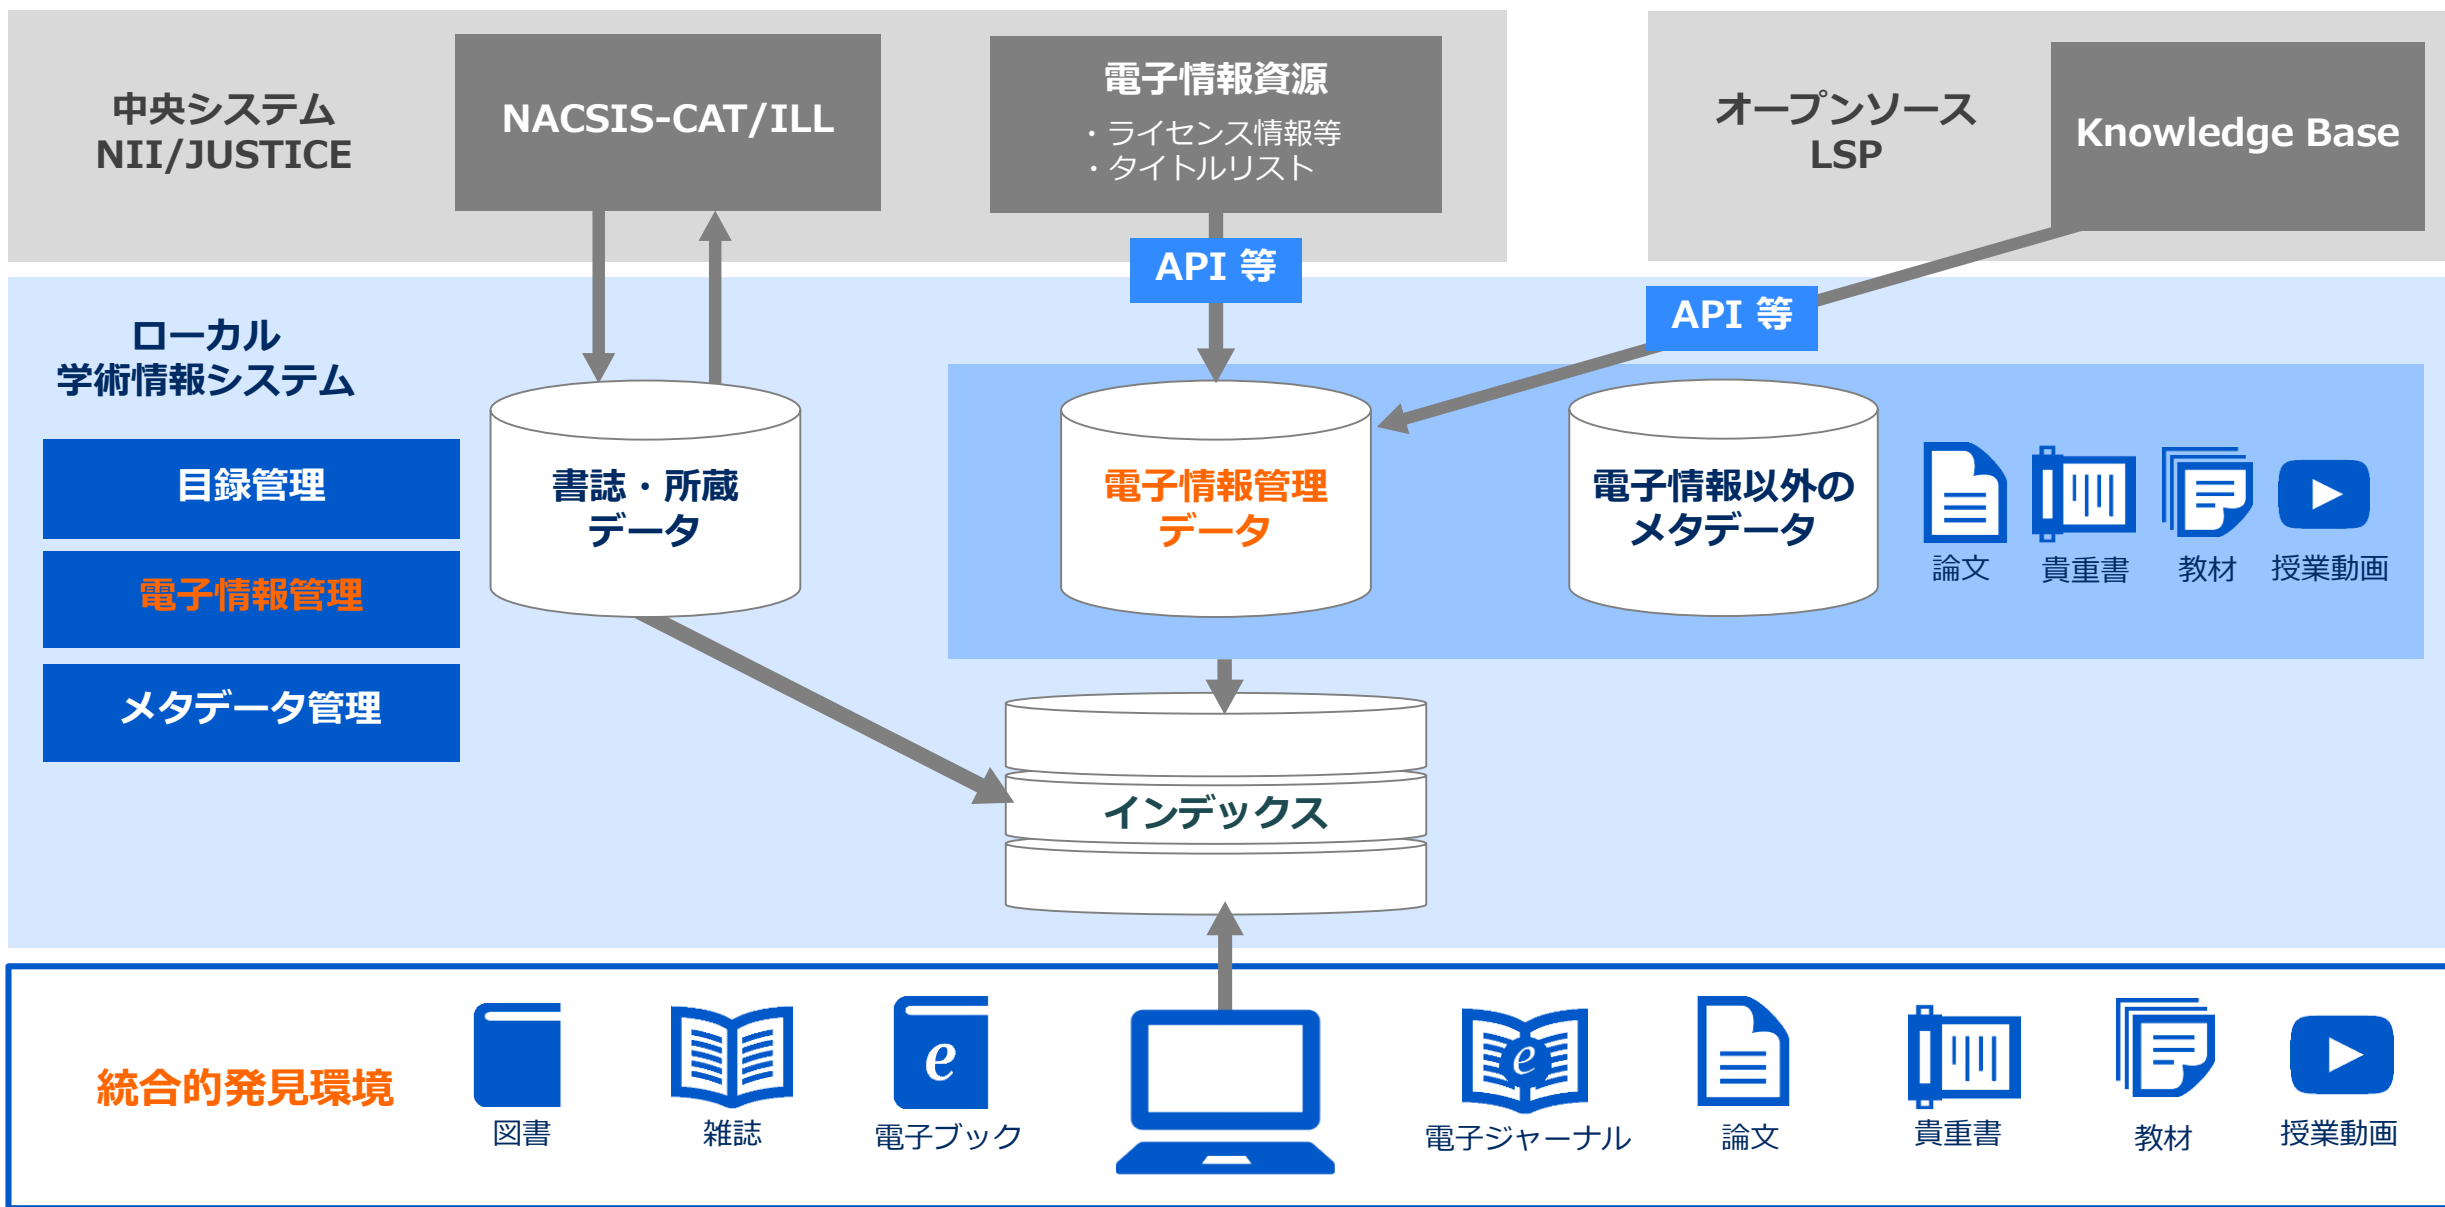 中央システム
NII/JUSTICE
NACSIS-CAT/ILL
電子情報資源
・ライセンス情報等
・タイトルリスト
オープンソース
LSP
Knowledge Base
API 等
API 等
ローカル
学術情報システム
目録管理
電子情報管理
メタデータ管理
書誌・所蔵
データ
電子情報管理
データ
電子情報以外の
メタデータ
論文
貴重書
教材
授業動画
インデックス
統合的発見環境
図書
雑誌
e
電子ブック
e
電子ジャーナル
論文
貴重書
教材
授業動画